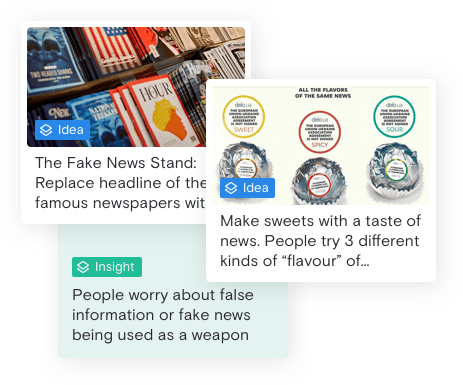 HOUR
Idea
The Fake News Stand:
Replace headline of the
famous newspapers wit
ALL THE FLAVORS
OF THE SAME NEWS
delo.ua
THE EUROPEAN
UNION-UKRAINE
ASSOCIATION
AGREEMENT
IS NOT SIGNED
SWEET
delo.ua
THE EUROPEAN
UNION-UKRAINE
ASSOCIATION
AGREEMENT
IS NOT SIGNED
SPICY
delo.ua
THE EUROPEAN
UNION-UKRAINE
ASSOCIATION
AGREEMENT
IS NOT SIGNED
SOUR
Idea
Make sweets with a taste of
news. People try 3 different
kinds of “flavour” of...
Insight
People worry about false
information or fake news
being used as a weapon